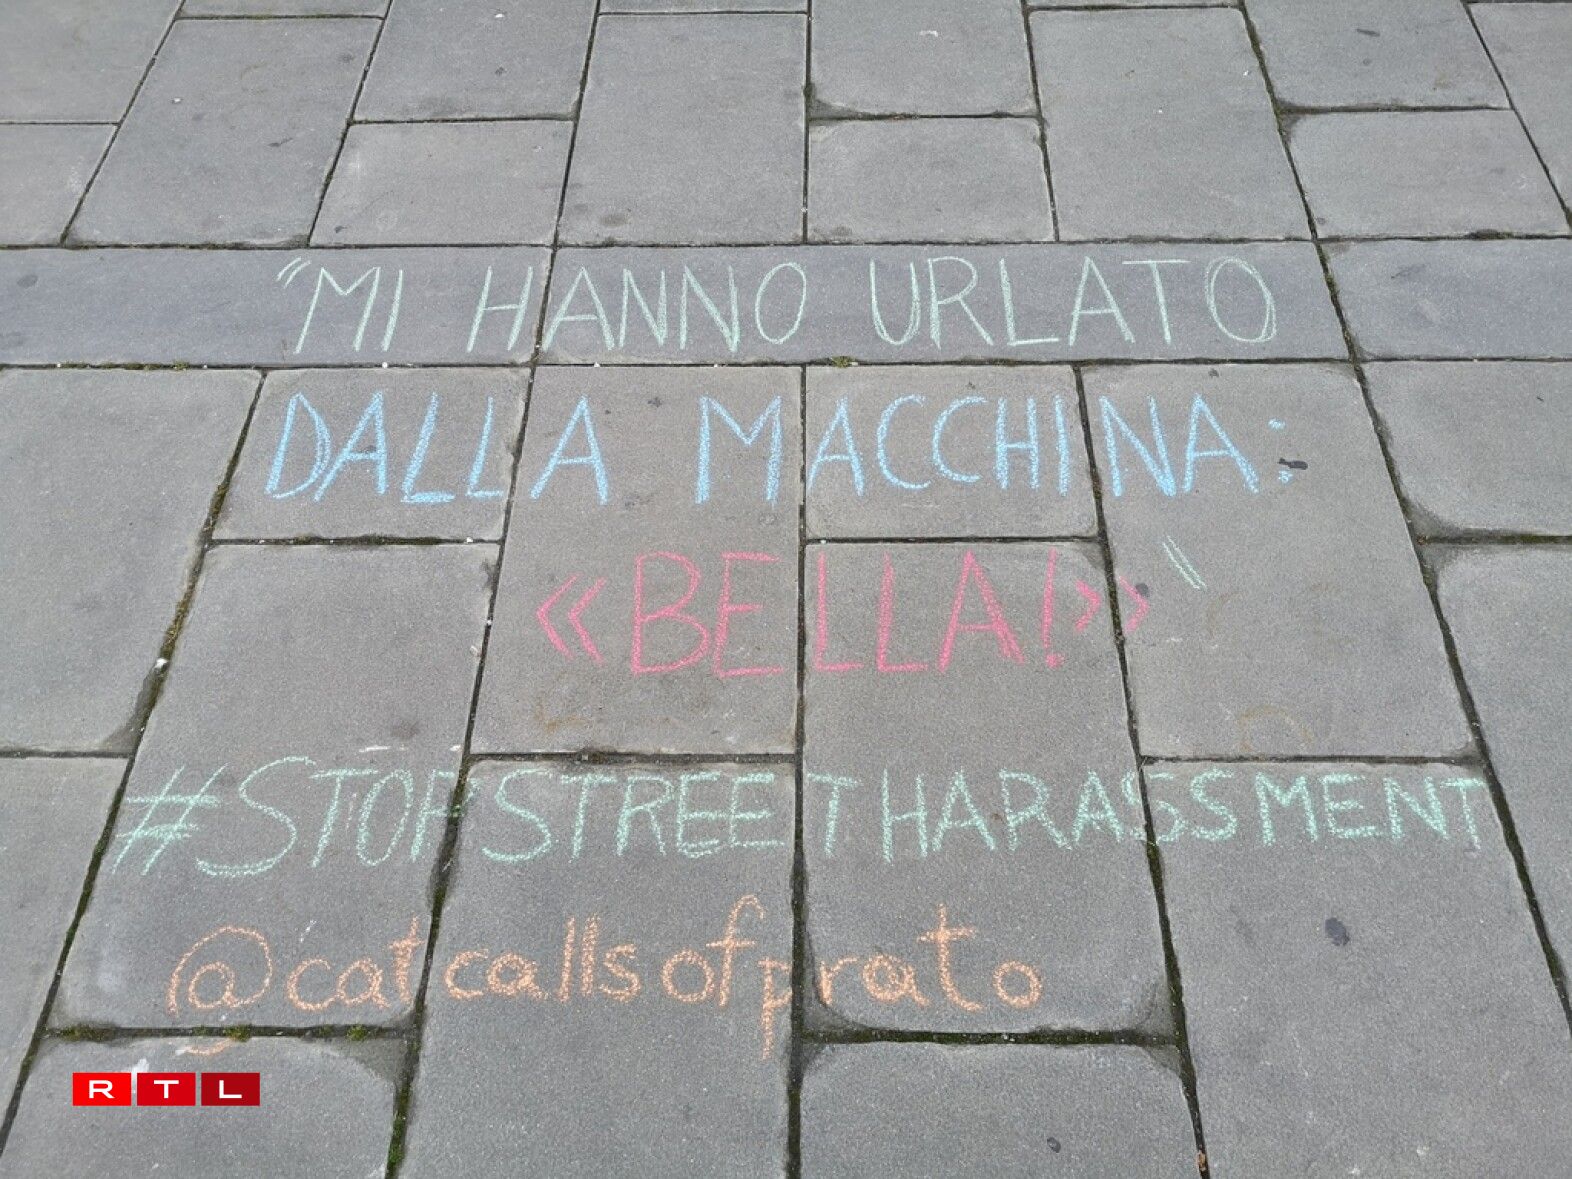 "MI HANNO URLATO
DALLA MACCHINA:
«BELLA!»"
#STOPSTREETHARASSMENT
@catcallsofprato
RTL